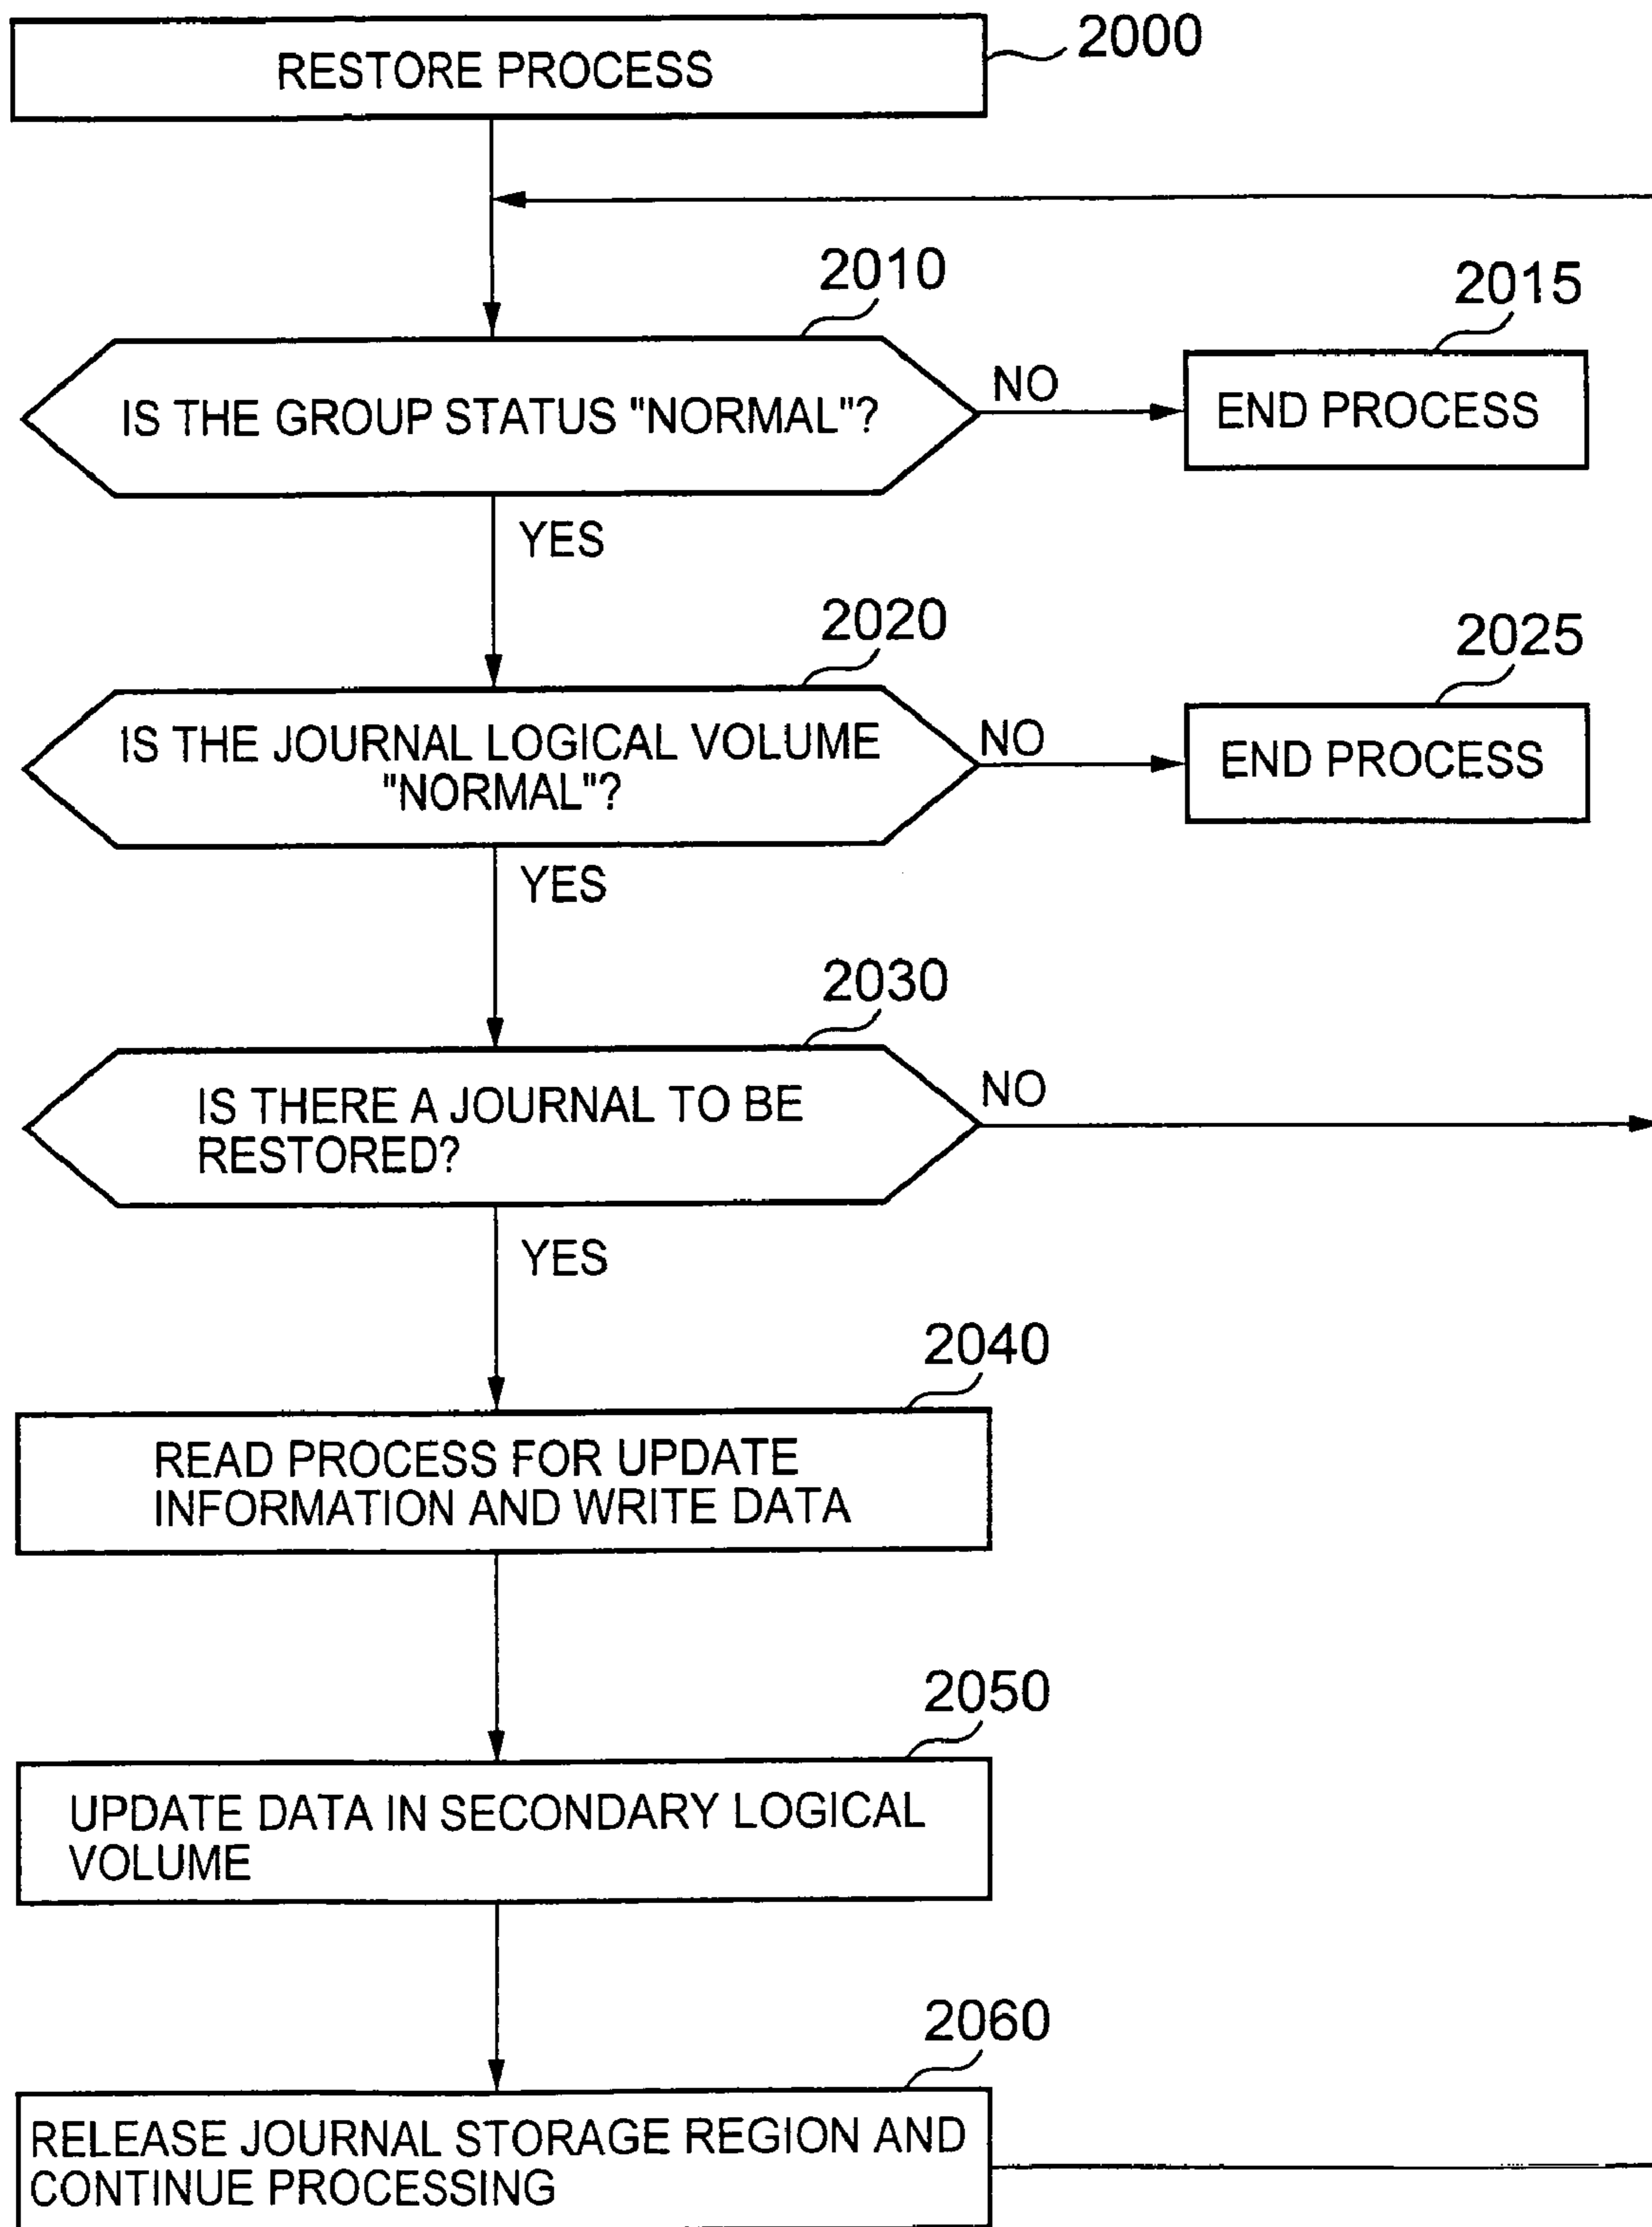 RESTORE PROCESS
2000
2010
IS THE GROUP STATUS "NORMAL"?
NO
2015
END PROCESS
YES
2020
IS THE JOURNAL LOGICAL VOLUME
"NORMAL"?
NO
2025
END PROCESS
YES
2030
IS THERE A JOURNAL TO BE
RESTORED?
NO
YES
2040
READ PROCESS FOR UPDATE
INFORMATION AND WRITE DATA
2050
UPDATE DATA IN SECONDARY LOGICAL
VOLUME
2060
RELEASE JOURNAL STORAGE REGION AND
CONTINUE PROCESSING